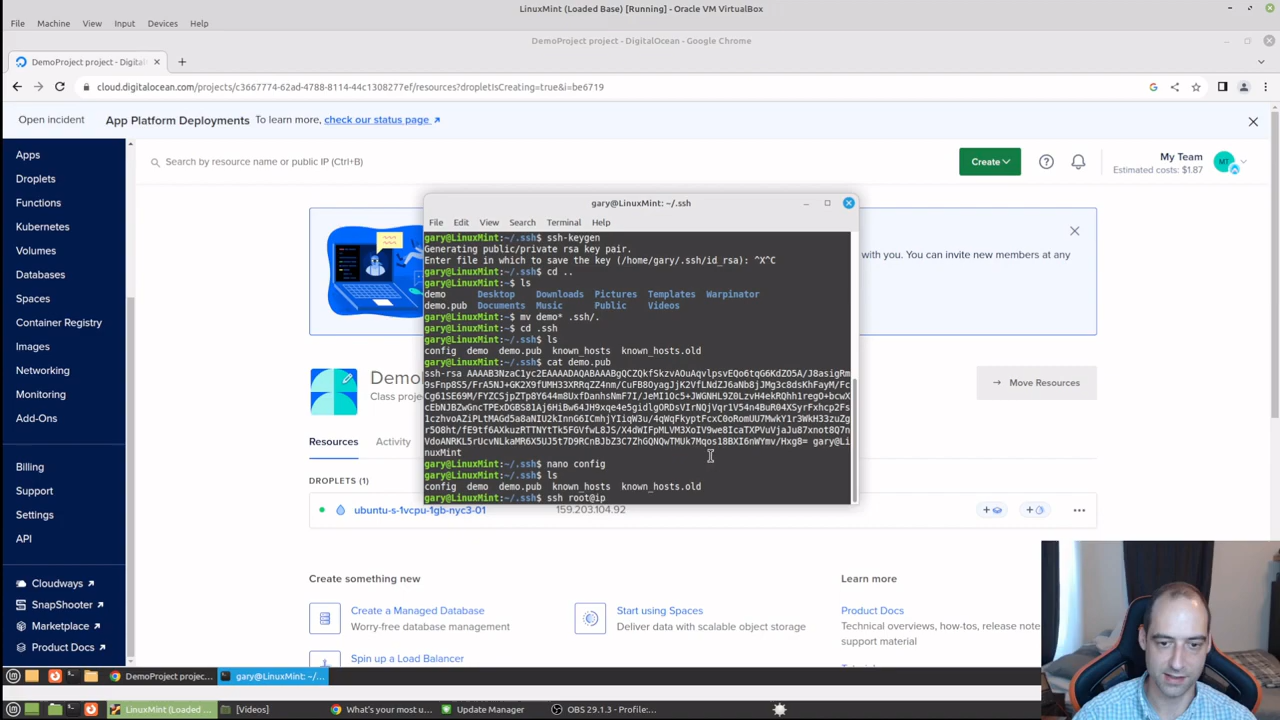 LinuxMint (Loaded Base) [Running] - Oracle VM VirtualBox
File Machine View Input Devices Help
DemoProject project - DigitalOcean - Google Chrome
DemoProject project - Digital
cloud.digitalocean.com/projects/c3667774-62ad-4788-8114-44c1308277ef/resources?dropletIsCreating=true&i=be6719
Open incident App Platform Deployments To learn more, check our status page
Apps
Droplets
Functions
Kubernetes
Volumes
Databases
Spaces
Container Registry
Images
Networking
Monitoring
Add-Ons
Billing
Support
Settings
API
Cloudways
SnapShooter
Marketplace
Product Docs
Search by resource name or public IP (Ctrl+B)
Create
My Team
Estimated costs: $1.87
MT
with you. You can invite new members at any
Demo
Class projec
Move Resources
Resources Activity
DROPLETS (1)
ubuntu-s-1vcpu-1gb-nyc3-01 159.203.104.92
Create something new
Create a Managed Database
Worry-free database management
Start using Spaces
Deliver data with scalable object storage
Spin up a Load Balancer
Learn more
Product Docs
Technical overviews, how-tos, release note
support material
gary@LinuxMint: ~/.ssh
File Edit View Search Terminal Help
gary@LinuxMint:~/.ssh$ ssh-keygen
Generating public/private rsa key pair.
Enter file in which to save the key (/home/gary/.ssh/id_rsa): ^X^C
gary@LinuxMint:~/.ssh$ cd ..
gary@LinuxMint:~$ ls
demo Desktop Downloads Pictures Templates Warpinator
demo.pub Documents Music Public Videos
gary@LinuxMint:~$ mv demo* .ssh/.
gary@LinuxMint:~$ cd .ssh
gary@LinuxMint:~/.ssh$ ls
config demo demo.pub known_hosts known_hosts.old
gary@LinuxMint:~/.ssh$ cat demo.pub
ssh-rsa
gary@Li
nuxMint
gary@LinuxMint:~/.ssh$ nano config
gary@LinuxMint:~/.ssh$ ls
config demo demo.pub known_hosts known_hosts.old
gary@LinuxMint:~/.ssh$ ssh root@ip
DemoProject projec... gary@LinuxMint: ~/...
LinuxMint (Loaded ... [Videos] What's your most u... Update Manager OBS 29.1.3 - Profile:...